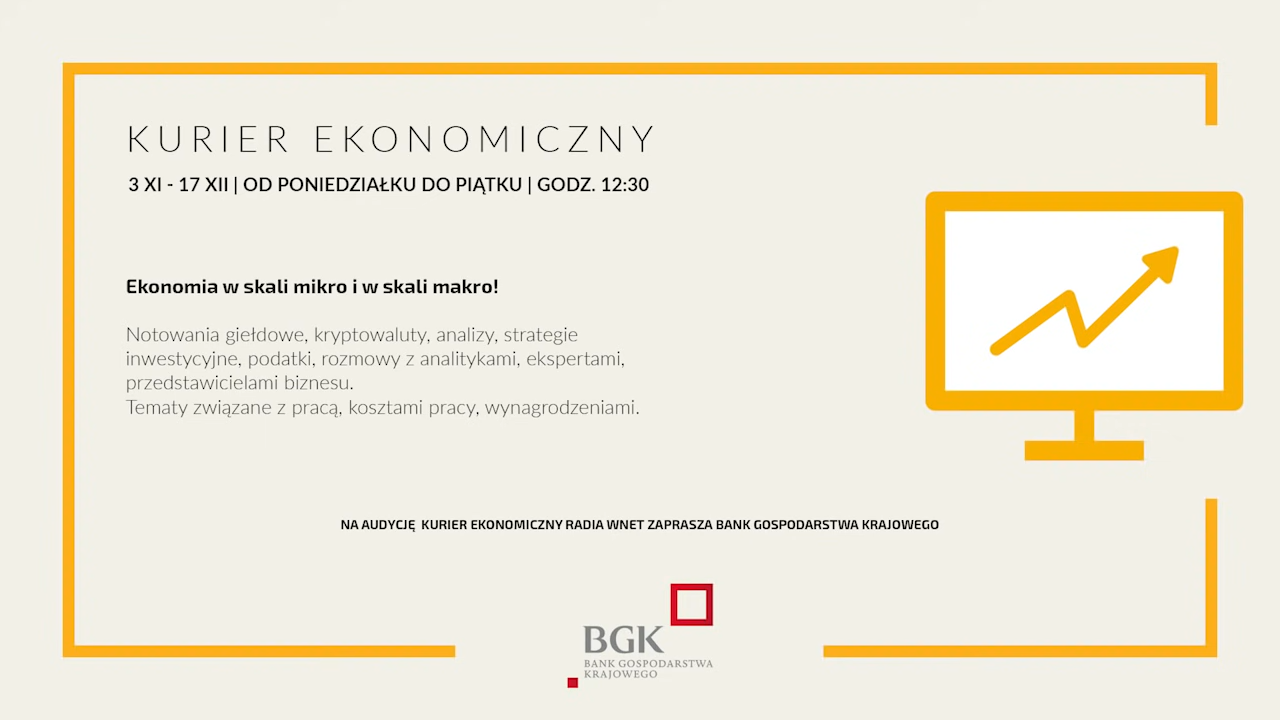 KURIER EKONOMICZNY
3 XI - 17 XII | OD PONIEDZIAŁKU DO PIĄTKU | GODZ. 12:30
Ekonomia w skali mikro i w skali makro!
Notowania giełdowe, kryptowaluty, analizy, strategie
inwestycyjne, podatki, rozmowy z analitykami, ekspertami,
przedstawicielami biznesu.
Tematy związane z pracą, kosztami pracy, wynagrodzeniami.
NA AUDYCJĘ KURIER EKONOMICZNY RADIA WNET ZAPRASZA BANK GOSPODARSTWA KRAJOWEGO
BGK
BANK GOSPODARSTWA
KRAJOWEGO